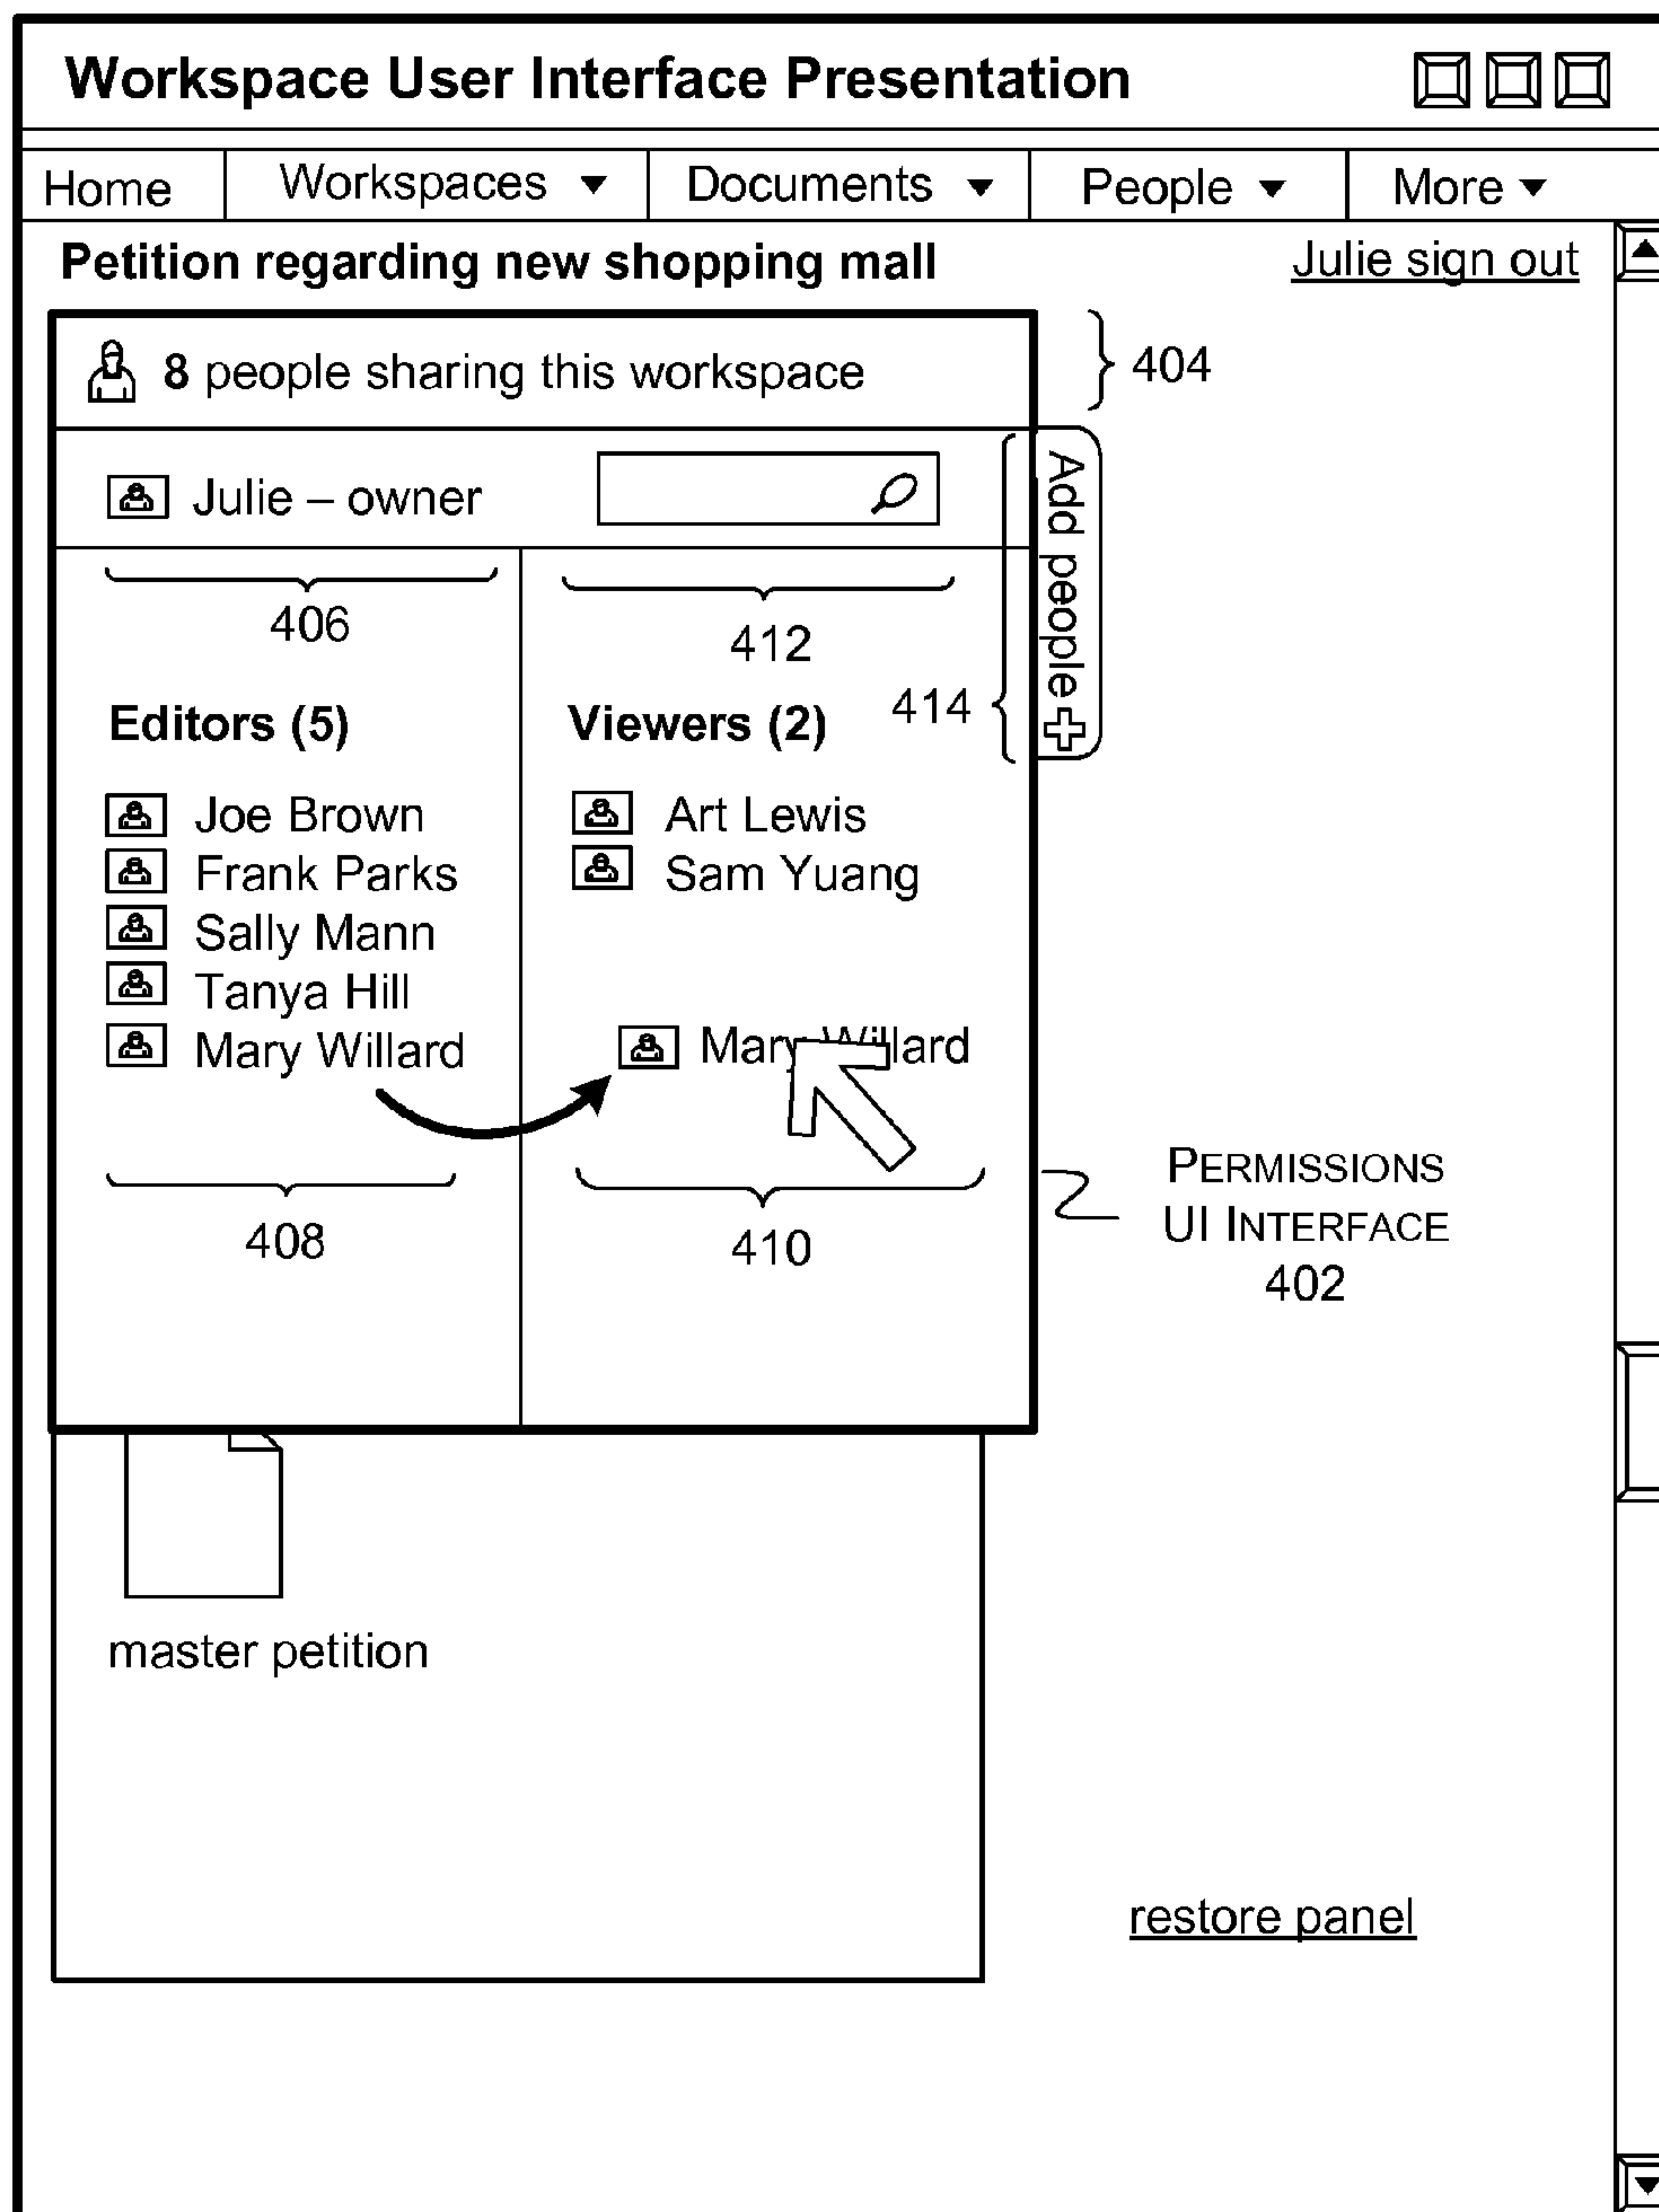 Workspace User Interface Presentation
Home Workspaces Documents People More
Petition regarding new shopping mall Julie sign out
8 people sharing this workspace
404
Julie – owner
Add people
406
412
414
Editors (5)
Viewers (2)
Joe Brown
Frank Parks
Sally Mann
Tanya Hill
Mary Willard
Art Lewis
Sam Yuang
Mary Willard
408
410
PERMISSIONS
UI INTERFACE
402
master petition
restore panel